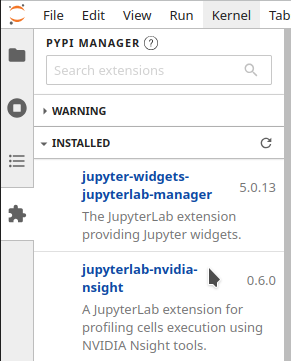 File Edit View Run Kernel Tab
PYPI MANAGER ?
Search extensions
WARNING
INSTALLED
jupyter-widgets-
jupyterlab-manager 5.0.13
The JupyterLab extension
providing Jupyter widgets.
jupyterlab-nvidia-
nsight 0.6.0
A JupyterLab extension for
profiling cells execution using
NVIDIA Nsight tools.